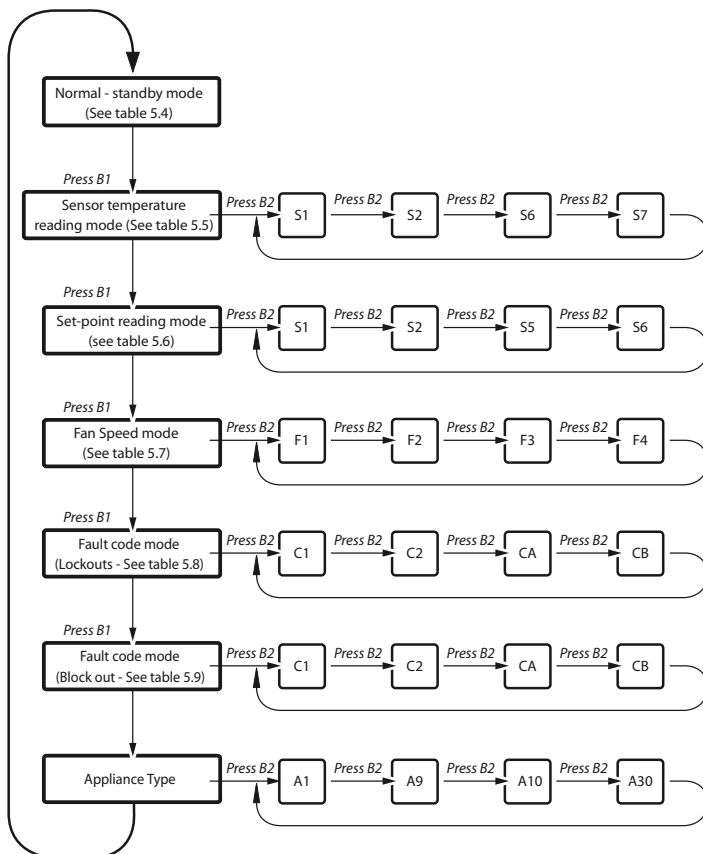 Normal - standby mode
(See table 5.4)
Press B1
Sensor temperature
reading mode (See table 5.5)
Press B2
S1
Press B2
S2
Press B2
S6
Press B2
S7
Press B1
Set-point reading mode
(see table 5.6)
Press B2
S1
Press B2
S2
Press B2
S5
Press B2
S6
Press B1
Fan Speed mode
(See table 5.7)
Press B2
F1
Press B2
F2
Press B2
F3
Press B2
F4
Press B1
Fault code mode
(Lockouts - See table 5.8)
Press B2
C1
Press B2
C2
Press B2
CA
Press B2
CB
Press B1
Fault code mode
(Block out - See table 5.9)
Press B2
C1
Press B2
C2
Press B2
CA
Press B2
CB
Appliance Type
Press B2
A1
Press B2
A9
Press B2
A10
Press B2
A30